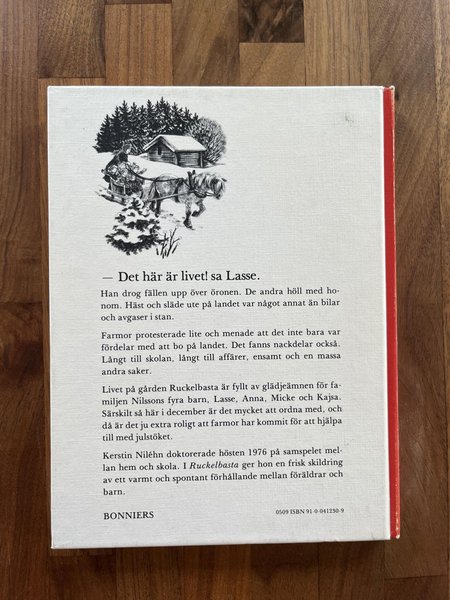 — Det här är livet! sa Lasse.
Han drog fällen upp över öronen. De andra höll med ho-
nom. Häst och släde ute på landet var något annat än bilar
och avgaser i stan.
Farmor protesterade lite och menade att det inte bara var
fördelar med att bo på landet. Det fanns nackdelar också.
Långt till skolan, långt till affärer, ensamt och en massa
andra saker.
Livet på gården Ruckelbasta är fyllt av glädjeämnen för fa-
miljen Nilssons fyra barn, Lasse, Anna, Micke och Kajsa.
Särskilt så här i december är det mycket att ordna med, och
då är det ju extra roligt att farmor har kommit för att hjälpa
till med julstöket.
Kerstin Niléhn doktorerade hösten 1976 på samspelet mel-
lan hem och skola. I Ruckelbasta ger hon en frisk skildring
av ett varmt och spontant förhållande mellan föräldrar och
barn.
BONNIERS 0509 ISBN 91-0-041230-9